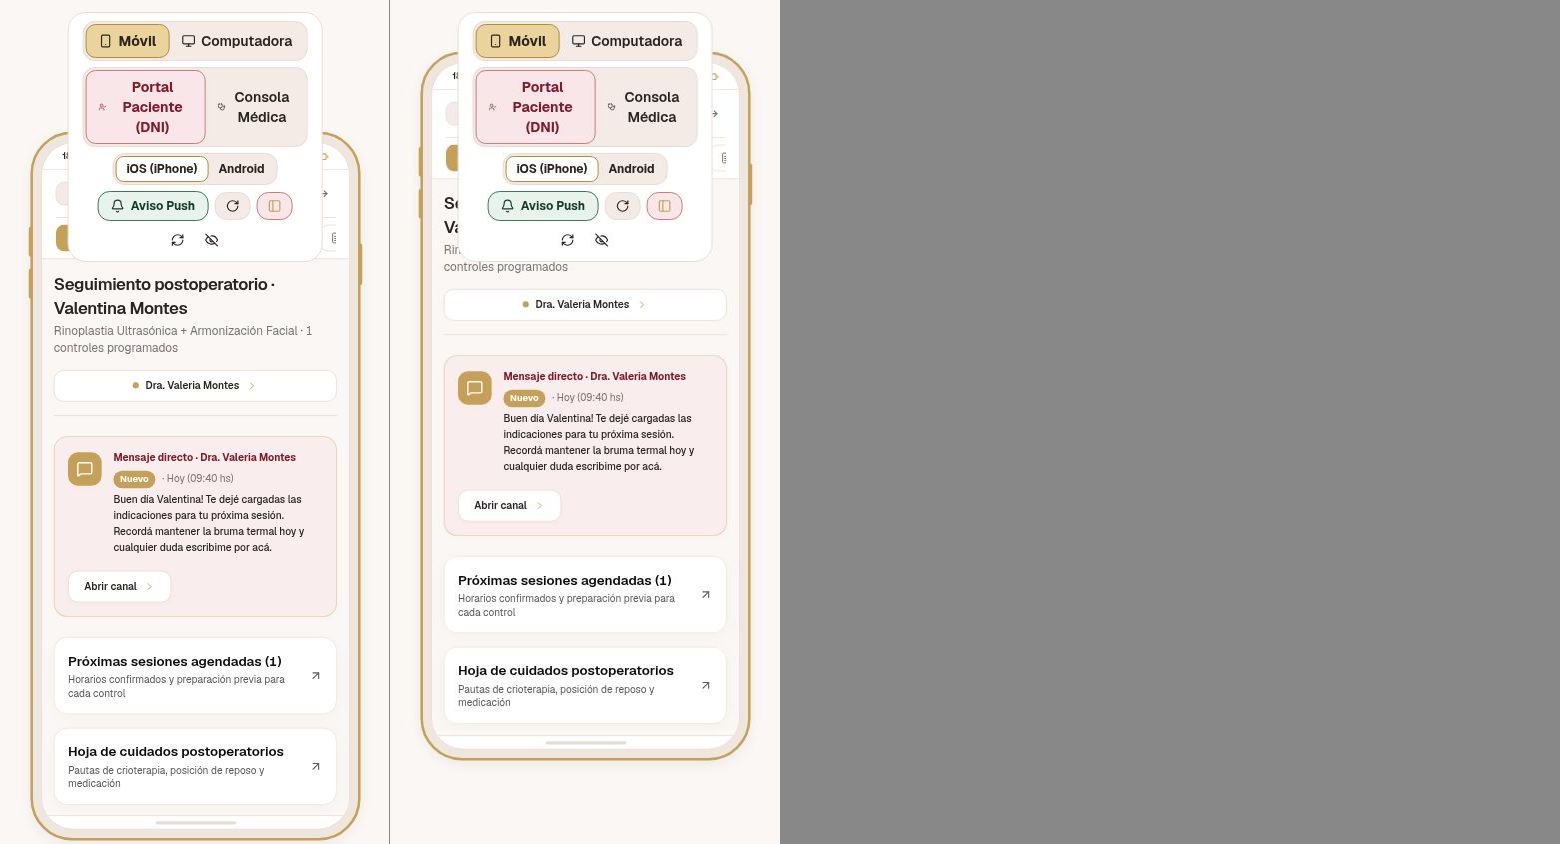 Móvil
Computadora
Portal
Paciente
(DNI)
Consola
Médica
iOS (iPhone)
Android
Aviso Push
Seguimiento postoperatorio ·
Valentina Montes
Rinoplastia Ultrasónica + Armonización Facial · 1
controles programados
Dra. Valeria Montes
Mensaje directo · Dra. Valeria Montes
Nuevo · Hoy (09:40 hs)
Buen día Valentina! Te dejé cargadas las
indicaciones para tu próxima sesión.
Recordá mantener la bruma termal hoy y
cualquier duda escribime por acá.
Abrir canal
Próximas sesiones agendadas (1)
Horarios confirmados y preparación previa para
cada control
Hoja de cuidados postoperatorios
Pautas de crioterapia, posición de reposo y
medicación
Móvil
Computadora
Portal
Paciente
(DNI)
Consola
Médica
iOS (iPhone)
Android
Aviso Push
controles programados
Dra. Valeria Montes
Mensaje directo · Dra. Valeria Montes
Nuevo · Hoy (09:40 hs)
Buen día Valentina! Te dejé cargadas las
indicaciones para tu próxima sesión.
Recordá mantener la bruma termal hoy y
cualquier duda escribime por acá.
Abrir canal
Próximas sesiones agendadas (1)
Horarios confirmados y preparación previa para
cada control
Hoja de cuidados postoperatorios
Pautas de crioterapia, posición de reposo y
medicación